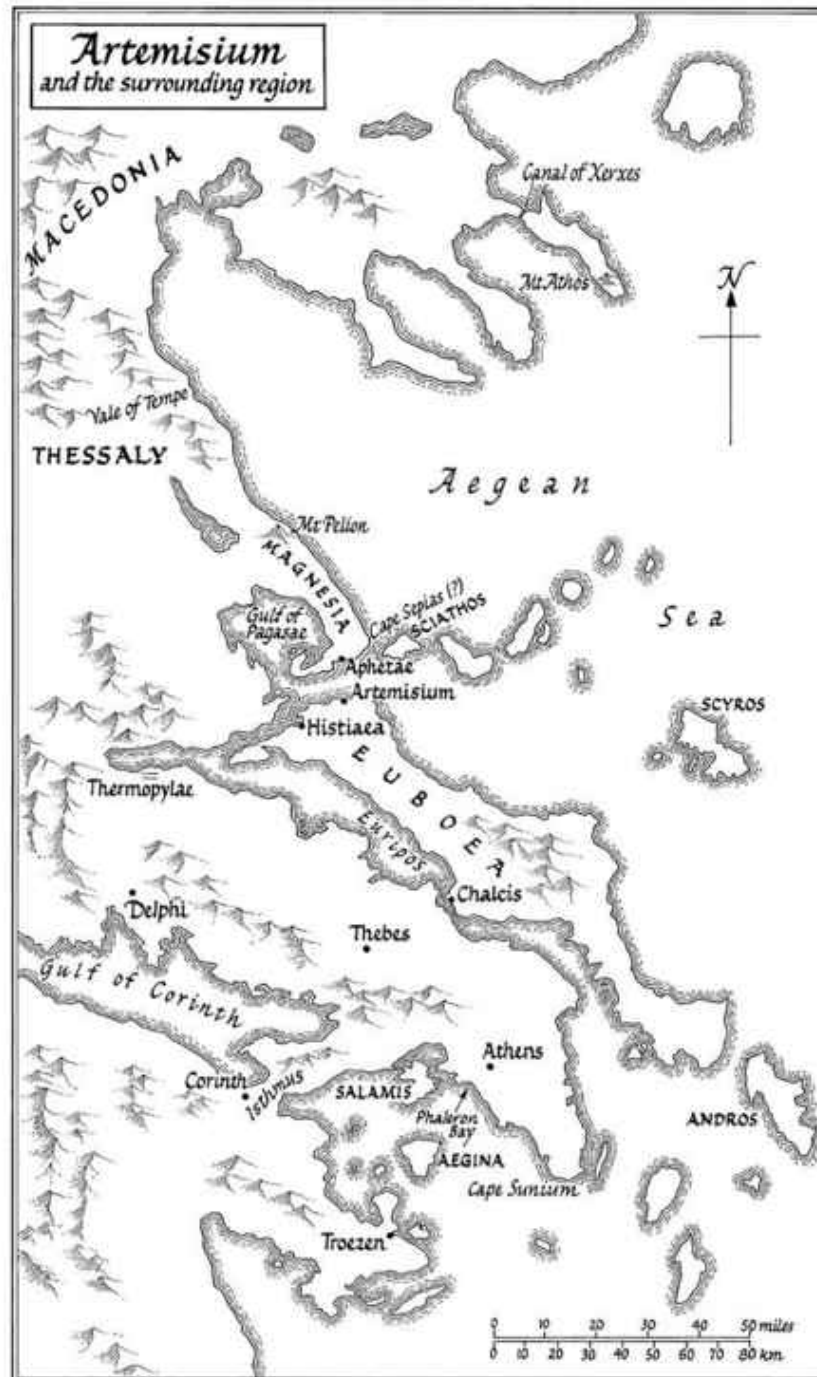 Artemisium
and the surrounding region
MACEDONIA
Canal of Xerxes
Mt Athos
N
Vale of Tempe
THESSALY
Aegean
Sea
Mt Pelion
MAGNESIA
Cape Sepias (?)
SCIATHOS
Gulf of
Pagasae
Aphetae
Artemisium
SCYROS
Histiaea
EUBOEA
Thermopylae
Euripos
Chalcis
Delphi
Thebes
Gulf of Corinth
Athens
Corinth
Isthmus
SALAMIS
Phaleron
Bay
ANDROS
AEGINA
Cape Sunium
Troezen
0 10 20 30 40 50 miles
0 10 20 30 40 50 60 70 80 km